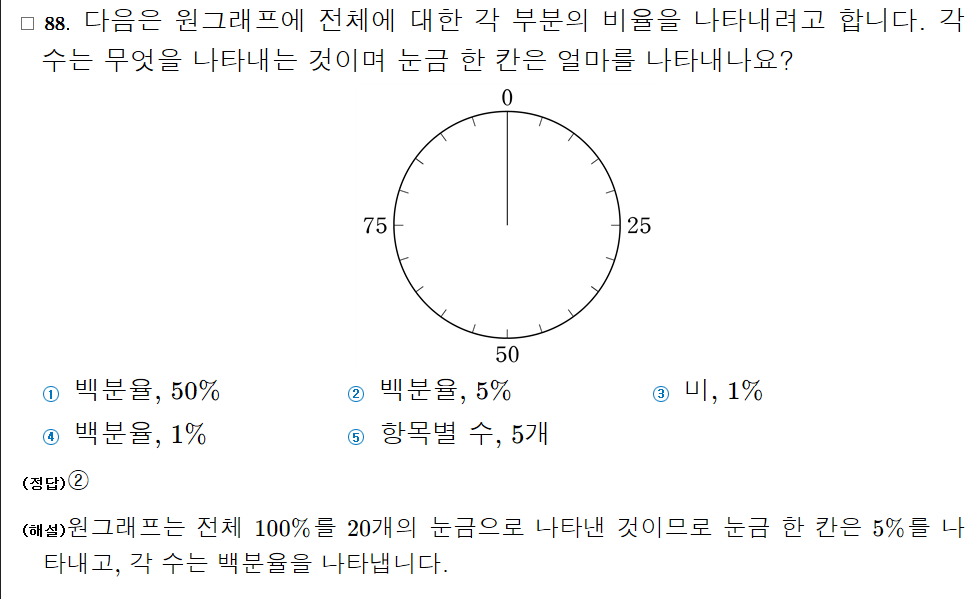 □ 88. 다음은 원그래프에 전체에 대한 각 부분의 비율을 나타내려고 합니다. 각
수는 무엇을 나타내는 것이며 눈금 한 칸은 얼마를 나타내나요?
0
75 25
50
① 백분율, 50% ② 백분율, 5% ③ 비, 1%
④ 백분율, 1% ⑤ 항목별 수, 5개
(정답)②
(해설)원그래프는 전체 100%를 20개의 눈금으로 나타낸 것이므로 눈금 한 칸은 5%를 나
타내고, 각 수는 백분율을 나타냅니다.